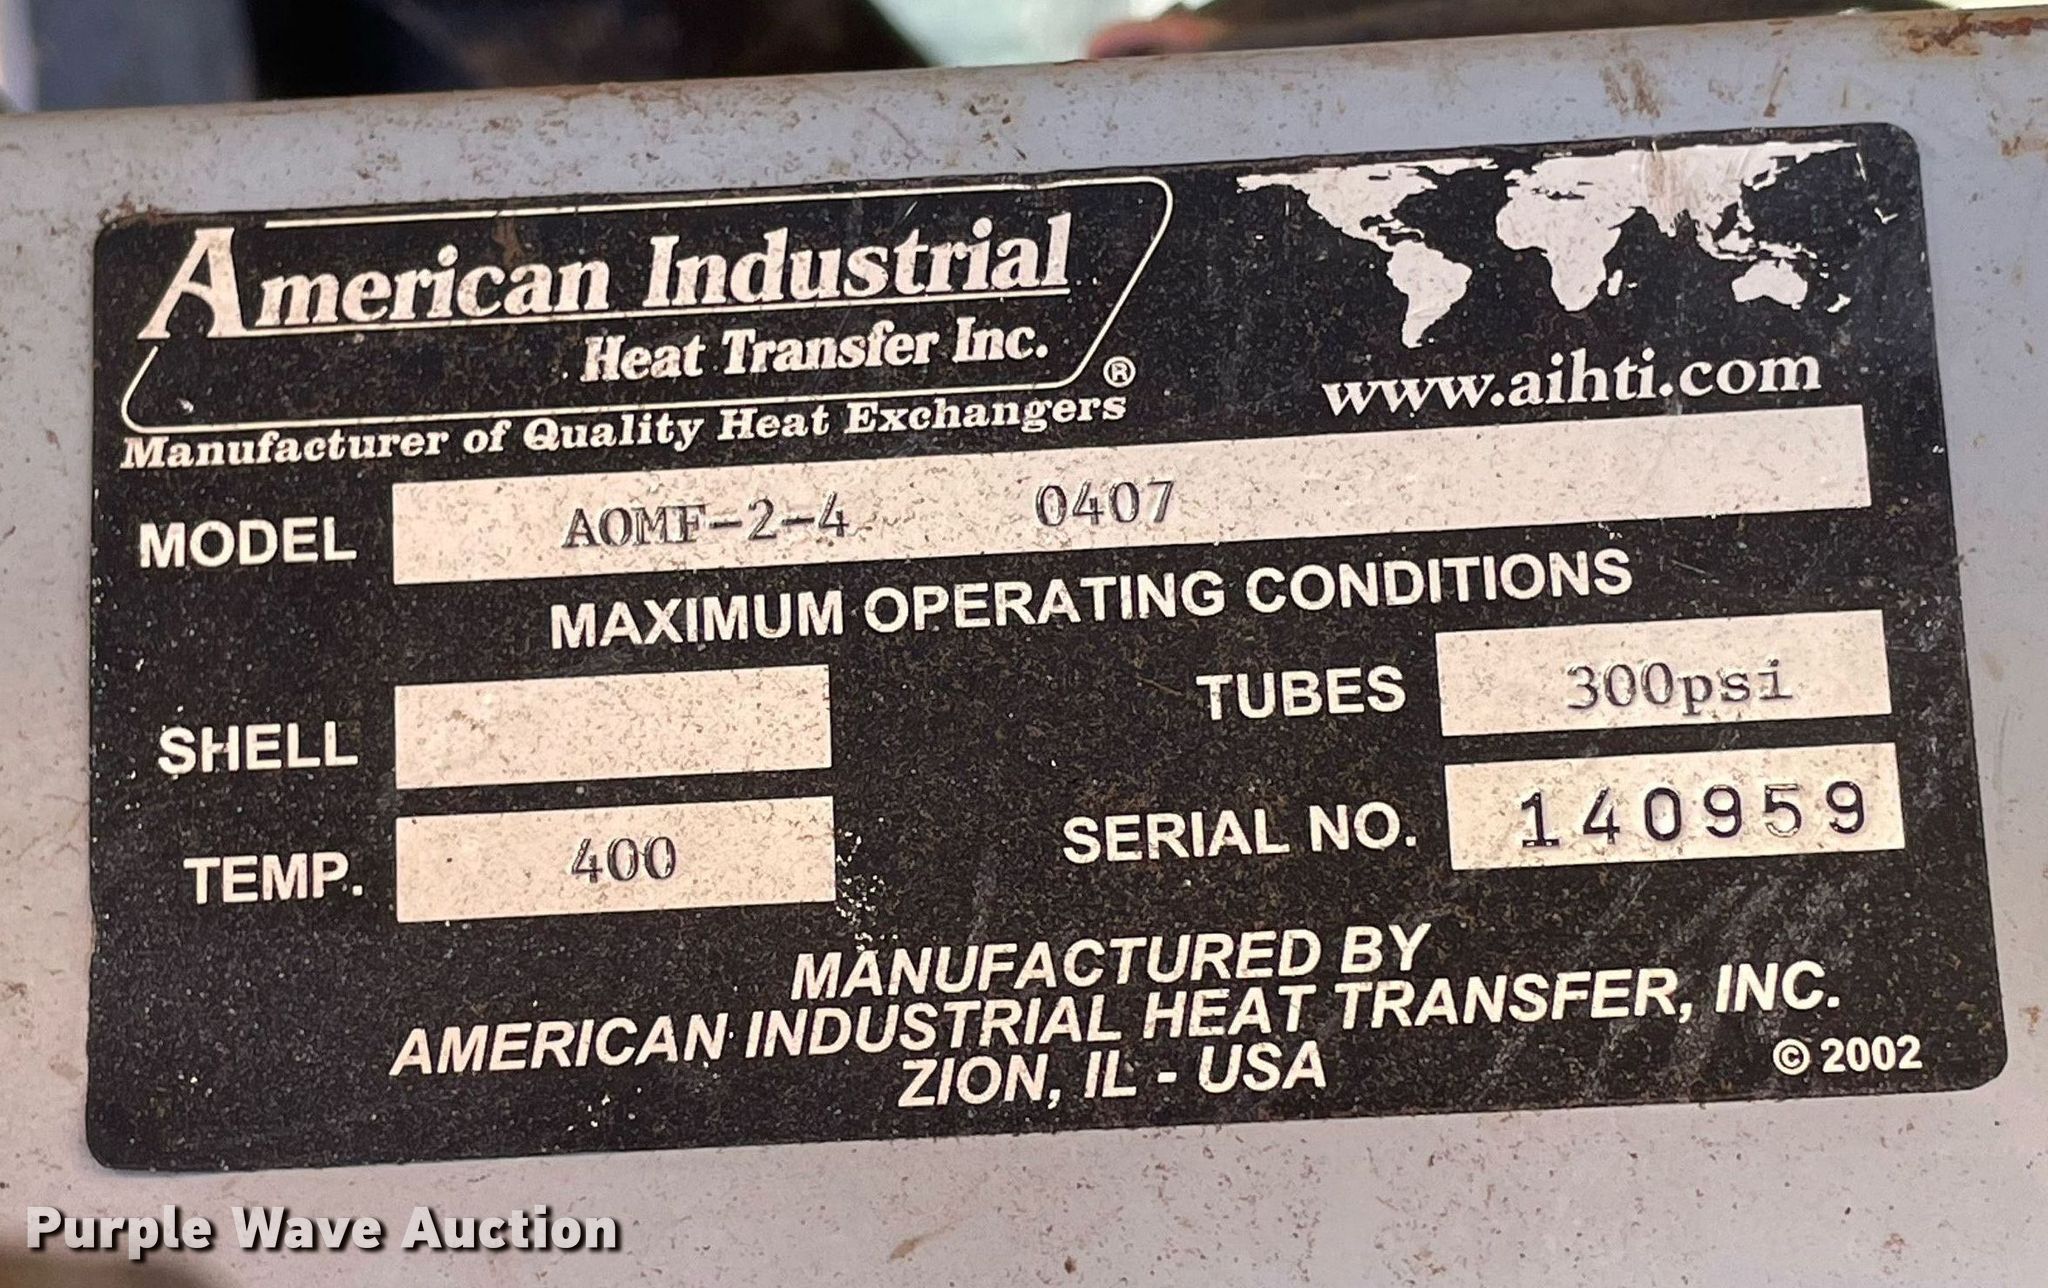 American Industrial
Heat Transfer Inc.
®
Manufacturer of Quality Heat Exchangers
www.aihti.com
MODEL AOMF-2-4 0407
MAXIMUM OPERATING CONDITIONS
SHELL
TUBES 300psi
TEMP. 400
SERIAL NO. 140959
MANUFACTURED BY
AMERICAN INDUSTRIAL HEAT TRANSFER, INC.
ZION, IL - USA
© 2002
Purple Wave Auction